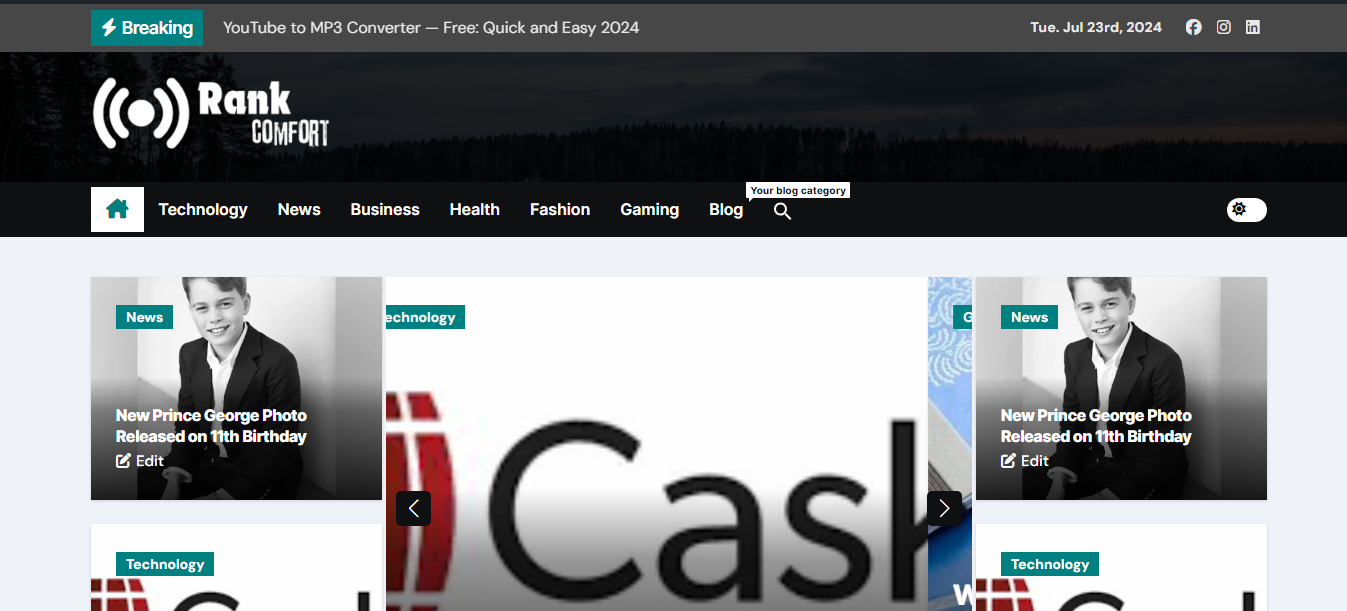 Breaking
YouTube to MP3 Converter — Free: Quick and Easy 2024
Tue. Jul 23rd, 2024
Rank
COMFORT
Your blog category
Technology
News
Business
Health
Fashion
Gaming
Blog
News
New Prince George Photo
Released on 11th Birthday
Edit
Technology
echnology
Cask
G
W
News
New Prince George Photo
Released on 11th Birthday
Edit
Technology